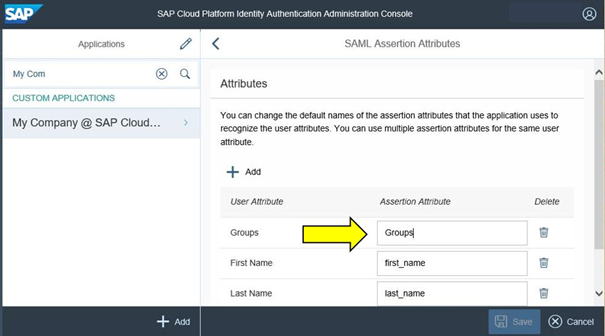 SAP
SAP Cloud Platform Identity Authentication Administration Console
Applications
SAML Assertion Attributes
My Com
CUSTOM APPLICATIONS
My Company @ SAP Cloud...
Attributes
You can change the default names of the assertion attributes that the application uses to
recognize the user attributes. You can use multiple assertion attributes for the same user
attribute.
Add
User Attribute Assertion Attribute Delete
Groups Groups
First Name first_name
Last Name last_name
Add
Save Cancel